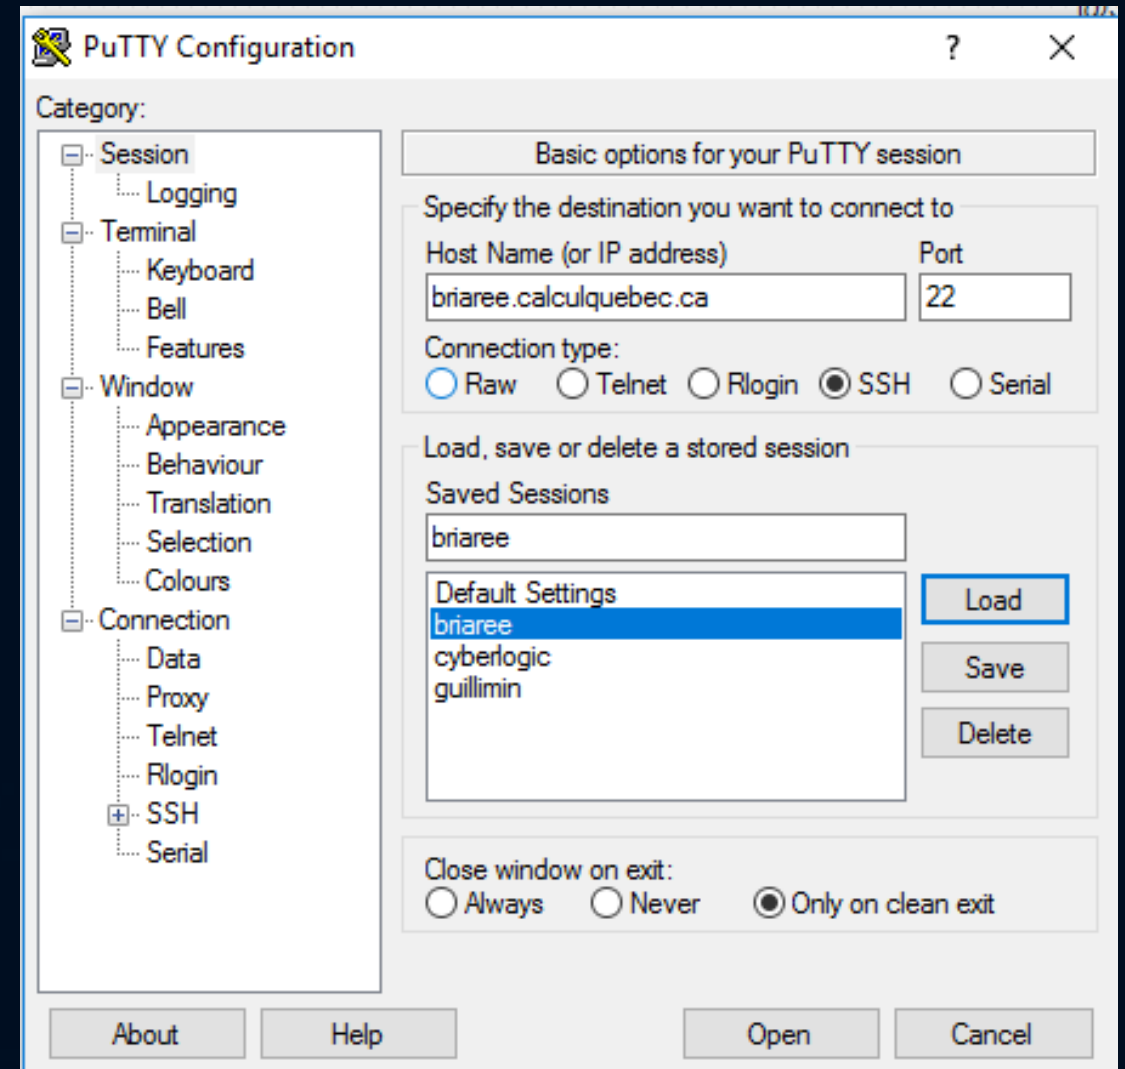 PuTTY Configuration
?
Category:
Session
Logging
Terminal
Keyboard
Bell
Features
Window
Appearance
Behaviour
Translation
Selection
Colours
Connection
Data
Proxy
Telnet
Rlogin
SSH
Serial
Basic options for your PuTTY session
Specify the destination you want to connect to
Host Name (or IP address) Port
briaree.calculquebec.ca 22
Connection type:
Raw Telnet Rlogin SSH Serial
Load, save or delete a stored session
Saved Sessions
briaree
Default Settings
briaree
cyberlogic
guillimin
Load
Save
Delete
Close window on exit:
Always Never Only on clean exit
About Help Open Cancel